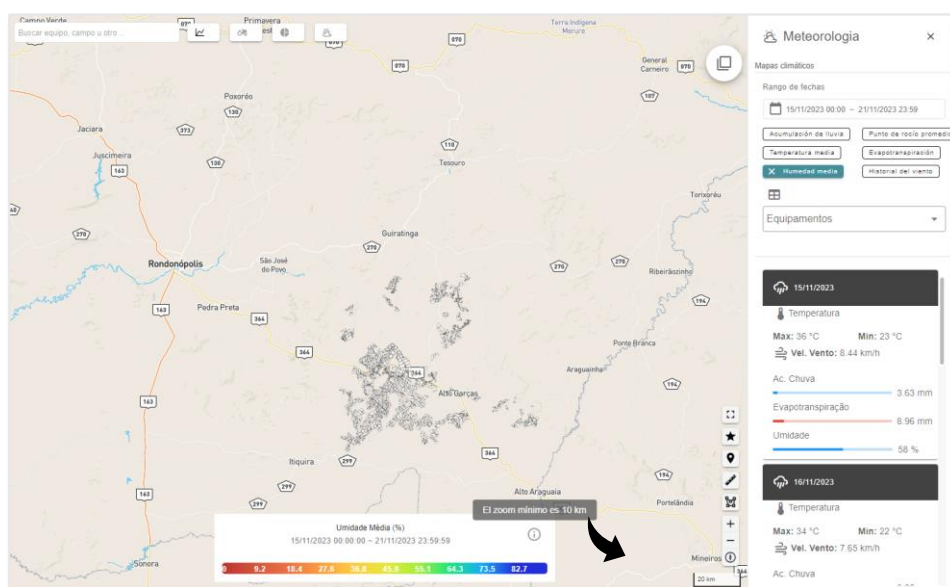 Campo Verde
070
Primavera
Buscar equipo, campo u otro ...
070
070
Terra Indígena
Meruro
General
Carneiro
070
107
Poxoréo
130
373
110
Jaciara
Juscimeira
163
130
Tesouro
Torixoréu
270
Guiratinga
270
Rondonópolis
São José
do Povo
270
270
Ribeirãozinho
163
Pedra Preta
364
194
364
Ponte Branca
Araguainha
194
364
Alto Garças
163
364
Itiquira
299
299
163
299
Alto Araguaia
194
Portelândia
El zoom mínimo es 10 km
Umidade Média (%)
15/11/2023 00:00:00 ~ 21/11/2023 23:59:59
0 9.2 18.4 27.6 36.8 45.9 55.1 64.3 73.5 82.7
Sonora
Mineiros
364
20 km
Meteorologia
Mapas climáticos
Rango de fechas
15/11/2023 00:00 ~ 21/11/2023 23:59
Acumulación de lluvia
Punto de rocío promedio
Temperatura media
Evapotranspiración
Humedad media
Historial del viento
Equipamentos
15/11/2023
Temperatura
Max: 36 °C Min: 23 °C
Vel. Vento: 8.44 km/h
Ac. Chuva
3.63 mm
Evapotranspiração
8.96 mm
Umidade
58 %
16/11/2023
Temperatura
Max: 34 °C Min: 22 °C
Vel. Vento: 7.65 km/h
Ac. Chuva